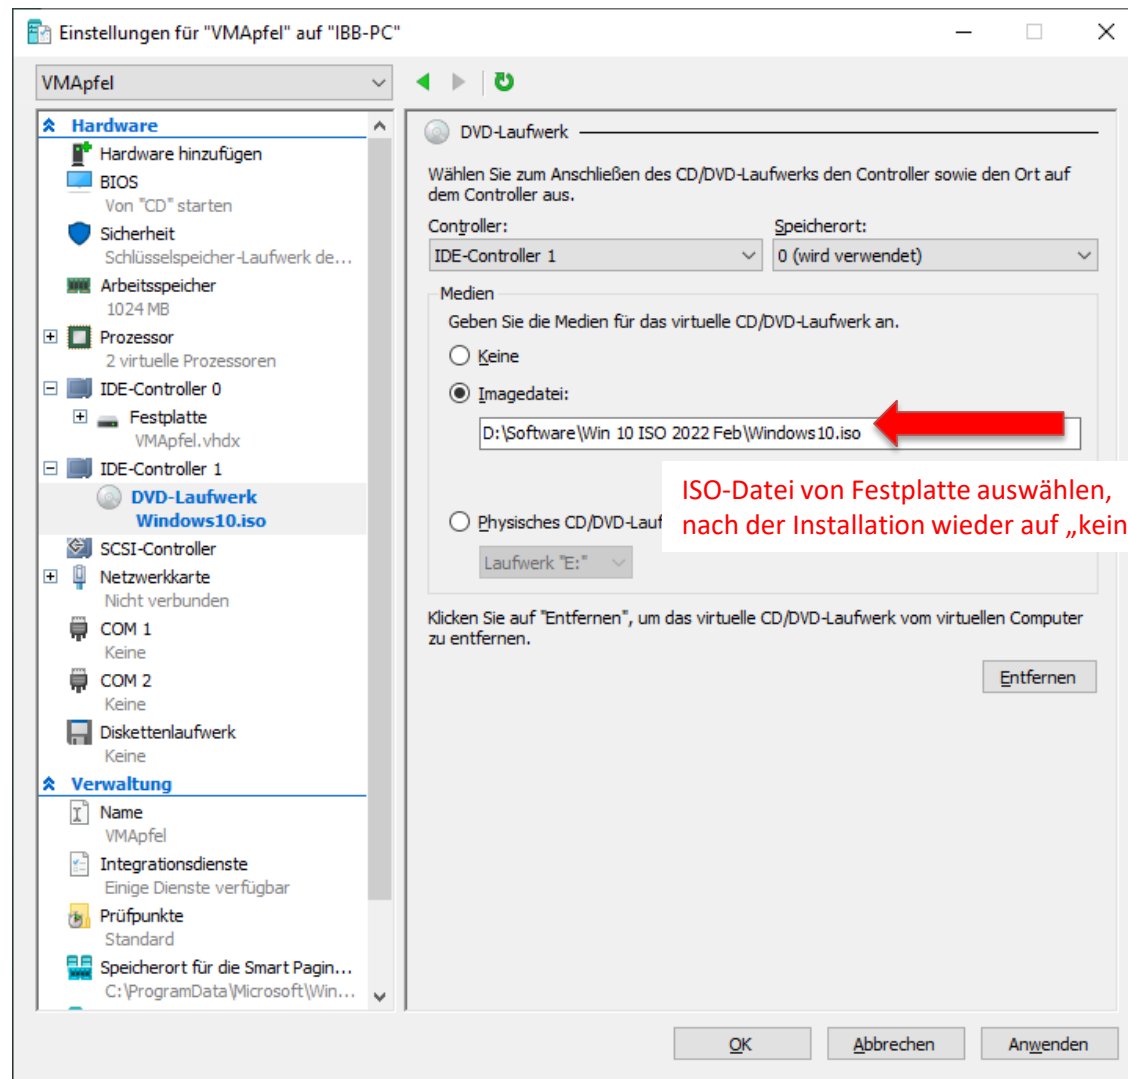 Einstellungen für "VMApfel" auf "IBB-PC"
VMApfel
Hardware
Hardware hinzufügen
BIOS
Von "CD" starten
Sicherheit
Schlüsselspeicher-Laufwerk de...
Arbeitsspeicher
1024 MB
Prozessor
2 virtuelle Prozessoren
IDE-Controller 0
Festplatte
VMApfel.vhdx
IDE-Controller 1
DVD-Laufwerk
Windows10.iso
SCSI-Controller
Netzwerkkarte
Nicht verbunden
COM 1
Keine
COM 2
Keine
Diskettenlaufwerk
Keine
Verwaltung
Name
VMApfel
Integrationsdienste
Einige Dienste verfügbar
Prüfpunkte
Standard
Speicherort für die Smart Pagin...
C:\ProgramData\Microsoft\Win...
DVD-Laufwerk
Wählen Sie zum Anschließen des CD/DVD-Laufwerks den Controller sowie den Ort auf
dem Controller aus.
Controller:
Speicherort:
IDE-Controller 1
0 (wird verwendet)
Medien
Geben Sie die Medien für das virtuelle CD/DVD-Laufwerk an.
Keine
Imagedatei:
D:\Software\Win 10 ISO 2022 Feb\Windows10.iso
ISO-Datei von Festplatte auswählen,
nach der Installation wieder auf „kein
Physisches CD/DVD-Lauf
Laufwerk "E:"
Klicken Sie auf "Entfernen", um das virtuelle CD/DVD-Laufwerk vom virtuellen Computer
zu entfernen.
Entfernen
OK
Abbrechen
Anwenden